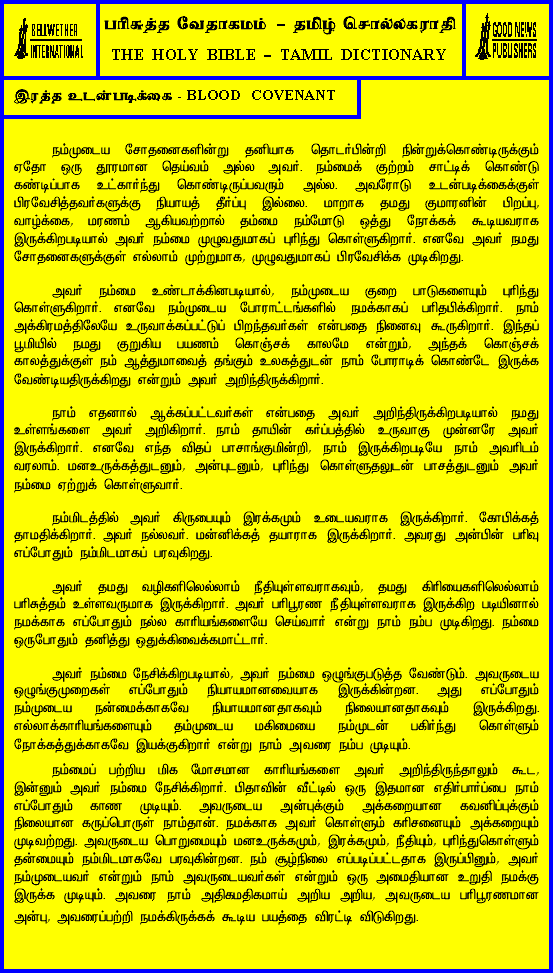 BELLWETHER
INTERNATIONAL
பரிசுத்த வேதாகமம் – தமிழ் சொல்லகராதி
THE HOLY BIBLE – TAMIL DICTIONARY
GOOD NEWS
PUBLISHERS
இரத்த உடன்படிக்கை - BLOOD COVENANT
நம்முடைய சோதனைகளின்று தனியாக தொடர்பின்றி நின்றுக்கொண்டிருக்கும்
ஏதோ ஒரு தூரமான தெய்வம் அல்ல அவர். நம்மைக் குற்றம் சாட்டிக் கொண்டு
கண்டிப்பாக உட்கார்ந்து கொண்டிருப்பவரும் அல்ல. அவரோடு உடன்படிக்கைக்குள்
பிரவேசித்தவர்களுக்கு நியாயத் தீர்ப்பு இல்லை. மாறாக தமது குமாரனின் பிறப்பு,
வாழ்க்கை, மரணம் ஆகியவற்றால் தம்மை நம்மோடு ஒத்து நோக்கக் கூடியவராக
இருக்கிறபடியால் அவர் நம்மை முழுவதுமாகப் புரிந்து கொள்ளுகிறார். எனவே அவர் நமது
சோதனைகளுக்குள் எல்லாம் முற்றுமாக, முழுவதுமாகப் பிரவேசிக்க முடிகிறது.
அவர் நம்மை உண்டாக்கினபடியால், நம்முடைய குறை பாடுகளையும் புரிந்து
கொள்ளுகிறார். எனவே நம்முடைய போராட்டங்களில் நமக்காகப் பரிதபிக்கிறார். நாம்
அக்கிரமத்திலேயே உருவாக்கப்பட்டுப் பிறந்தவர்கள் என்பதை நினைவு கூருகிறார். இந்தப்
பூமியில் நமது குறுகிய பயணம் கொஞ்சக் காலமே என்றும், அந்தக் கொஞ்சக்
காலத்துக்குள் நம் ஆத்துமாவைத் தங்கும் உலகத்துடன் நாம் போராடிக் கொண்டே இருக்க
வேண்டியதிருக்கிறது என்றும் அவர் அறிந்திருக்கிறார்.
நாம் எதனால் ஆக்கப்பட்டவர்கள் என்பதை அவர் அறிந்திருக்கிறபடியால் நமது
உள்ளங்களை அவர் அறிகிறார். நாம் தாயின் கர்ப்பத்தில் உருவாகு முன்னரே அவர்
இருக்கிறார். எனவே எந்த விதப் பாசாங்குமின்றி, நாம் இருக்கிறபடியே நாம் அவரிடம்
வரலாம். மனஉருக்கத்துடனும், அன்புடனும், புரிந்து கொள்ளுதலுடன் பாசத்துடனும் அவர்
நம்மை ஏற்றுக் கொள்ளுவார்.
நம்மிடத்தில் அவர் கிருபையும் இரக்கமும் உடையவராக இருக்கிறார். கோபிக்கத்
தாமதிக்கிறார். அவர் நல்லவர். மன்னிக்கத் தயாராக இருக்கிறார். அவரது அன்பின் பரிவு
எப்போதும் நம்மிடமாகப் பரவுகிறது.
அவர் தமது வழிகளிலெல்லாம் நீதியுள்ளவராகவும், தமது கிரியைகளிலெல்லாம்
பரிசுத்தம் உள்ளவருமாக இருக்கிறார். அவர் பரிபூரண நீதியுள்ளவராக இருக்கிற படியினால்
நமக்காக எப்போதும் நல்ல காரியங்களையே செய்வார் என்று நாம் நம்ப முடிகிறது. நம்மை
ஒருபோதும் தனித்து ஒதுக்கிவைக்கமாட்டார்.
அவர் நம்மை நேசிக்கிறபடியால், அவர் நம்மை ஒழுங்குபடுத்த வேண்டும். அவருடைய
ஒழுங்குமுறைகள் எப்போதும் நியாயமானவையாக இருக்கின்றன. அது எப்போதும்
நம்முடைய நன்மைக்காகவே நியாயமானதாகவும் நிலையானதாகவும் இருக்கிறது.
எல்லாக்காரியங்களையும் தம்முடைய மகிமையை நம்முடன் பகிர்ந்து கொள்ளும்
நோக்கத்துக்காகவே இயக்குகிறார் என்று நாம் அவரை நம்ப முடியும்.
நம்மைப் பற்றிய மிக மோசமான காரியங்களை அவர் அறிந்திருந்தாலும் கூட,
இன்னும் அவர் நம்மை நேசிக்கிறார். பிதாவின் வீட்டில் ஒரு இதமான எதிர்பார்ப்பை நாம்
எப்போதும் காண முடியும். அவருடைய அன்புக்கும் அக்கறையான கவனிப்புக்கும்
நிலையான கருப்பொருள் நாம்தான். நமக்காக அவர் கொள்ளும் கரிசனையும் அக்கறையும்
முடிவற்றது. அவருடைய பொறுமையும் மனஉருக்கமும், இரக்கமும், நீதியும், புரிந்துகொள்ளும்
தன்மையும் நம்மிடமாகவே பரவுகின்றன. நம் சூழ்நிலை எப்படிப்பட்டதாக இருப்பினும், அவர்
நம்முடையவர் என்றும் நாம் அவருடையவர்கள் என்றும் ஒரு அமைதியான உறுதி நமக்கு
இருக்க முடியும். அவரை நாம் அதிகமதிகமாய் அறிய அறிய, அவருடைய பரிபூரணமான
அன்பு, அவரைப்பற்றி நமக்கிருக்கக் கூடிய பயத்தை விரட்டி விடுகிறது.